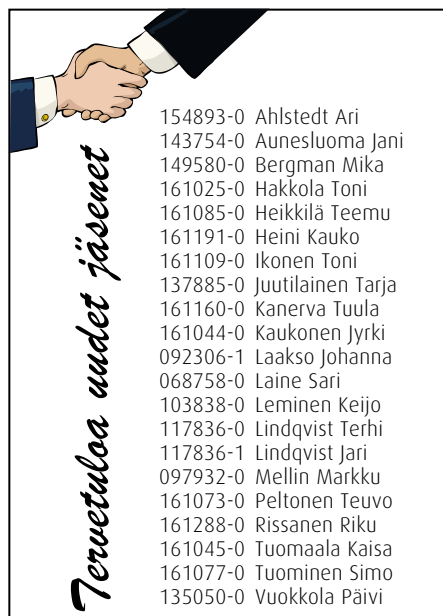 Tervetuloa uudet jäsenet
154893-0 Ahlstedt Ari
143754-0 Aunesluoma Jani
149580-0 Bergman Mika
161025-0 Hakkola Toni
161085-0 Heikkilä Teemu
161191-0 Heini Kauko
161109-0 Ikonen Toni
137885-0 Juutilainen Tarja
161160-0 Kanerva Tuula
161044-0 Kaukonen Jyrki
092306-1 Laakso Johanna
068758-0 Laine Sari
103838-0 Leminen Keijo
117836-0 Lindqvist Terhi
117836-1 Lindqvist Jari
097932-0 Mellin Markku
161073-0 Peltonen Teuvo
161288-0 Rissanen Riku
161045-0 Tuomaala Kaisa
161077-0 Tuominen Simo
135050-0 Vuokkola Päivi